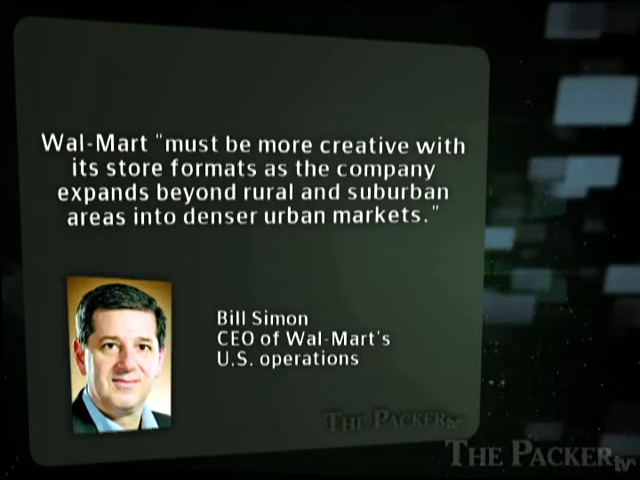 Wal-Mart "must be more creative with
its store formats as the company
expands beyond rural and suburban
areas into denser urban markets."
Bill Simon
CEO of Wal-Mart's
U.S. operations
THE PACKERtv
THE PACKERtv